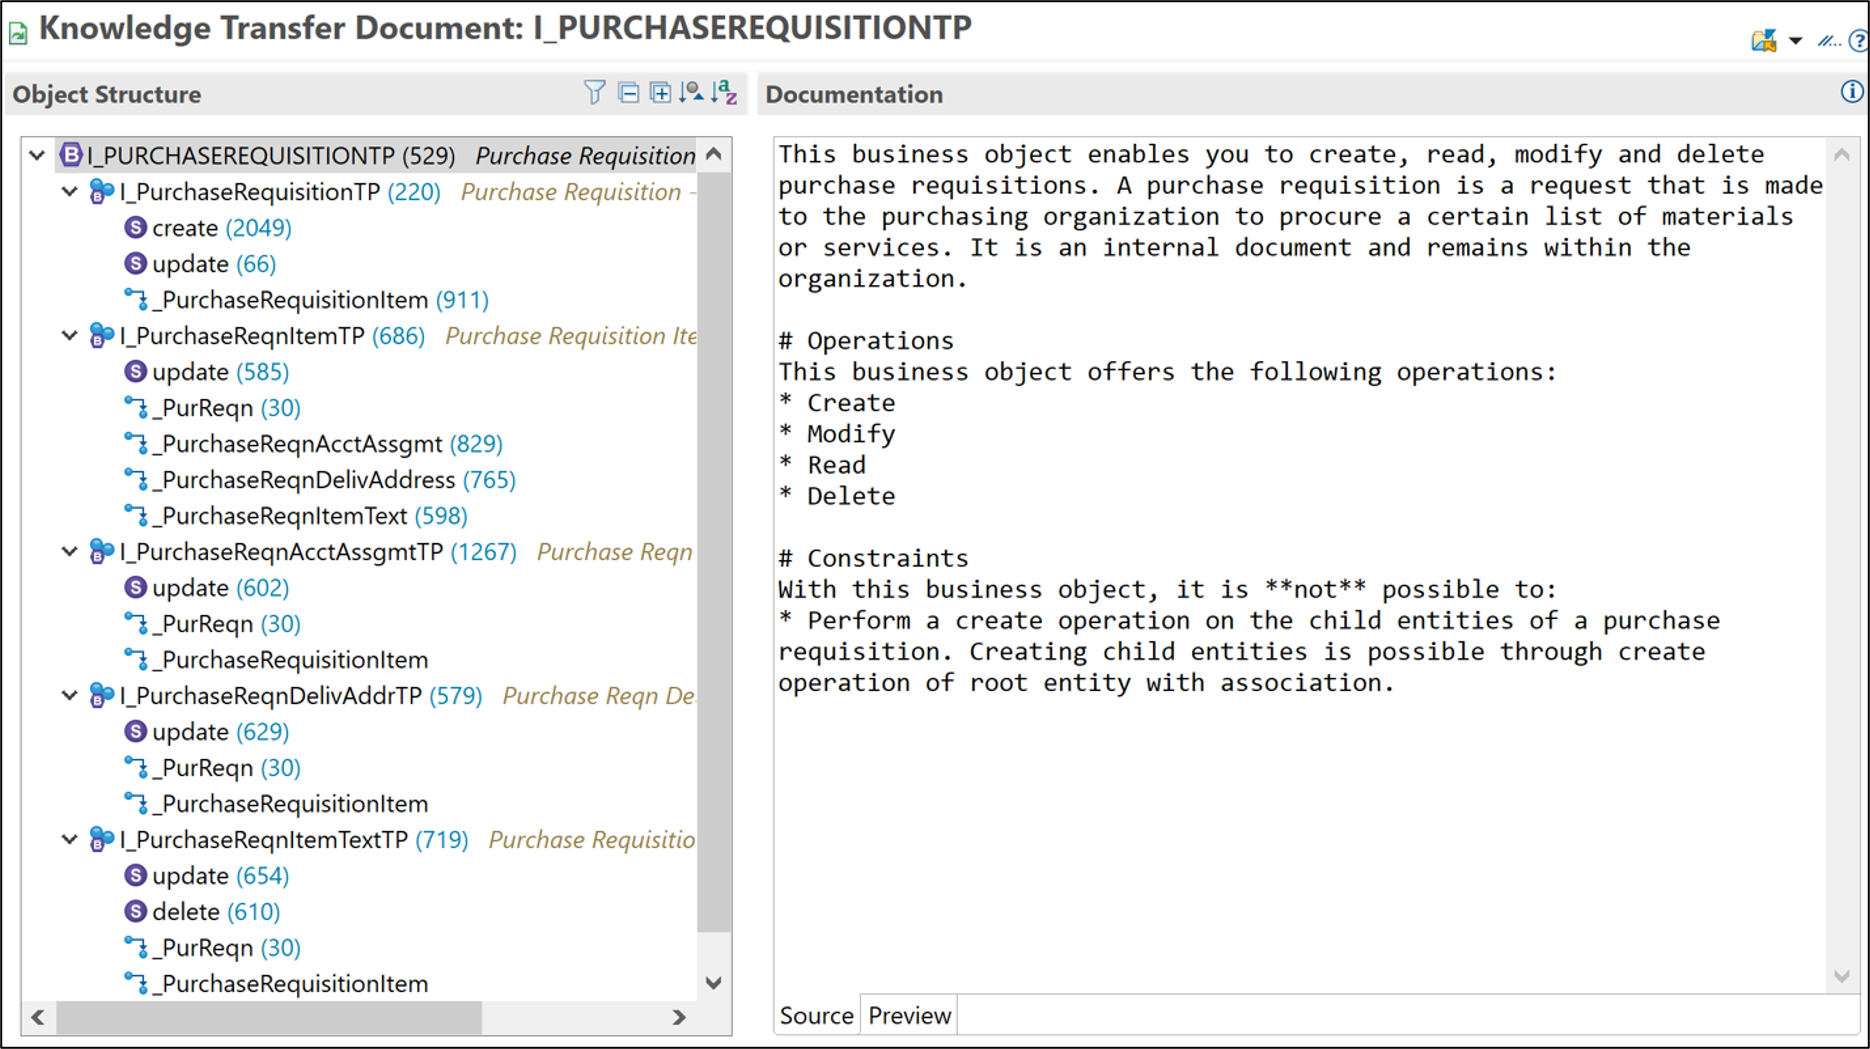 Knowledge Transfer Document: I_PURCHASEREQUISITIONTP
Object Structure
I_PURCHASEREQUISITIONTP (529) Purchase Requisition
I_PurchaseRequisitionTP (220) Purchase Requisition -
create (2049)
update (66)
_PurchaseRequisitionItem (911)
I_PurchaseReqnItemTP (686) Purchase Requisition Ite
update (585)
_PurReqn (30)
_PurchaseReqnAcctAssgmt (829)
_PurchaseReqnDelivAddress (765)
_PurchaseReqnItemText (598)
I_PurchaseReqnAcctAssgmtTP (1267) Purchase Reqn
update (602)
_PurReqn (30)
_PurchaseRequisitionItem
I_PurchaseReqnDelivAddrTP (579) Purchase Reqn De
update (629)
_PurReqn (30)
_PurchaseRequisitionItem
I_PurchaseReqnItemTextTP (719) Purchase Requisitio
update (654)
delete (610)
_PurReqn (30)
_PurchaseRequisitionItem
Documentation
This business object enables you to create, read, modify and delete
purchase requisitions. A purchase requisition is a request that is made
to the purchasing organization to procure a certain list of materials
or services. It is an internal document and remains within the
organization.
# Operations
This business object offers the following operations:
* Create
* Modify
* Read
* Delete
# Constraints
With this business object, it is **not** possible to:
* Perform a create operation on the child entities of a purchase
requisition. Creating child entities is possible through create
operation of root entity with association.
Source Preview